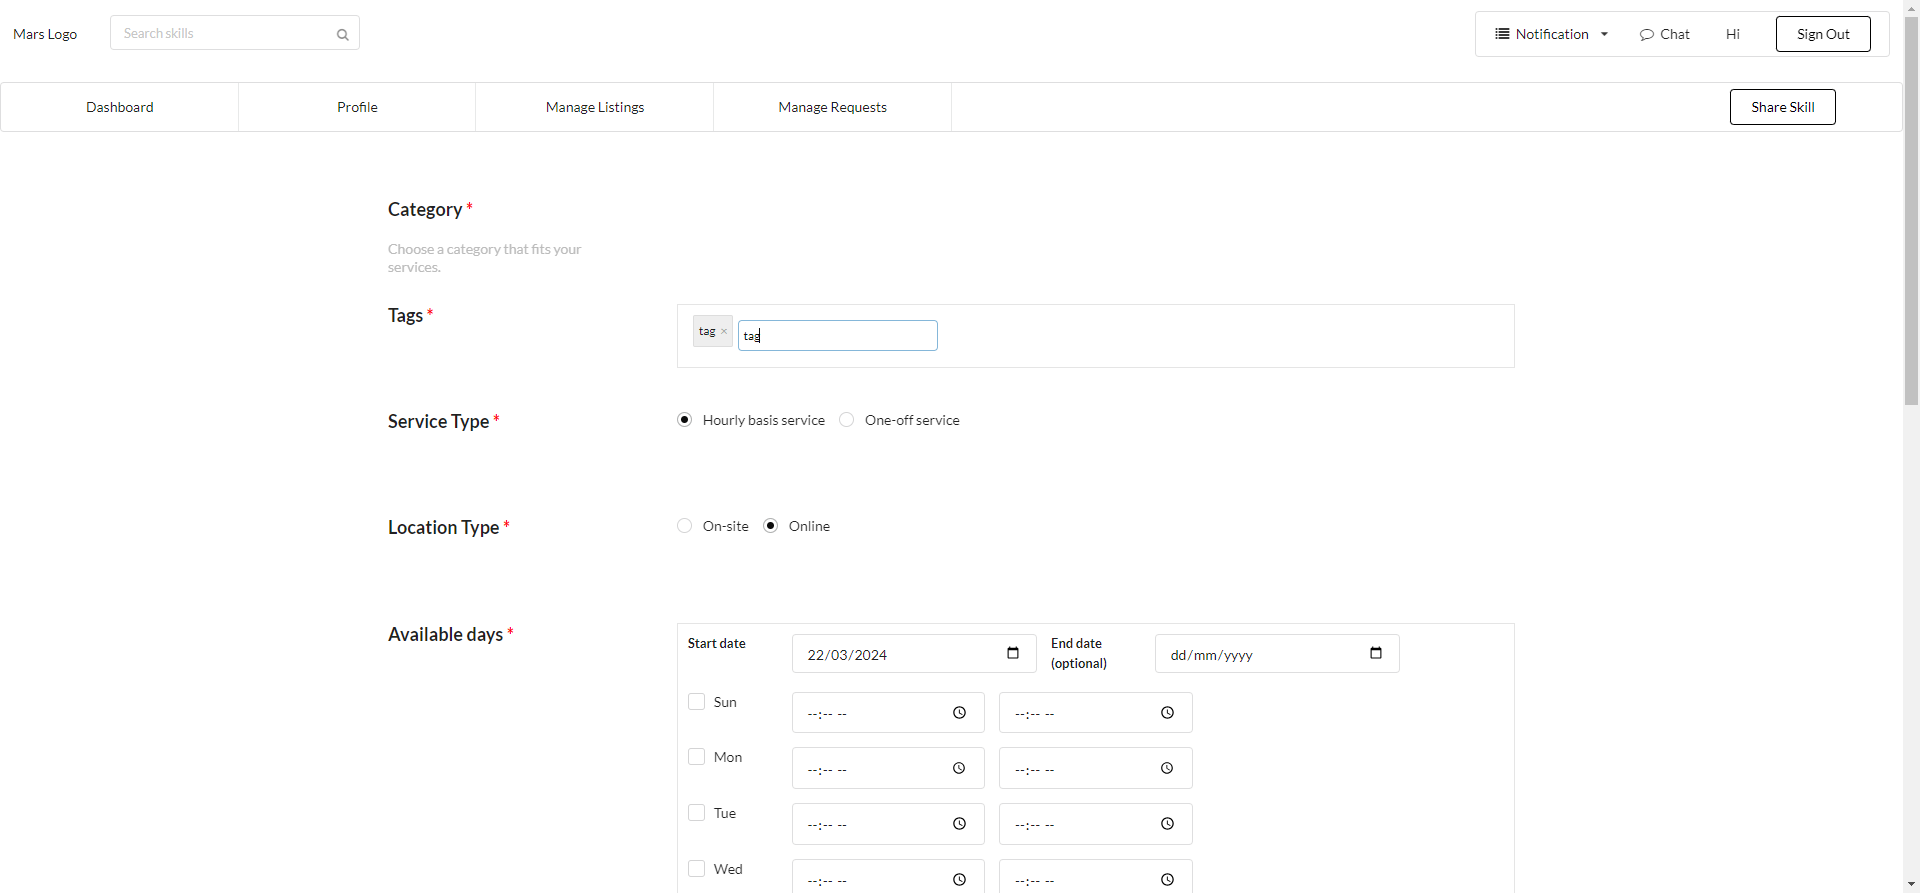 Mars Logo
Search skills
Notification
Chat
Hi
Sign Out
Dashboard
Profile
Manage Listings
Manage Requests
Share Skill
Category *
Choose a category that fits your
services.
Tags *
tag ×
tag
Service Type *
Hourly basis service
One-off service
Location Type *
On-site
Online
Available days *
Start date
22/03/2024
End date
(optional)
dd/mm/yyyy
Sun
--:-- --
--:-- --
Mon
--:-- --
--:-- --
Tue
--:-- --
--:-- --
Wed
--:-- --
--:-- --